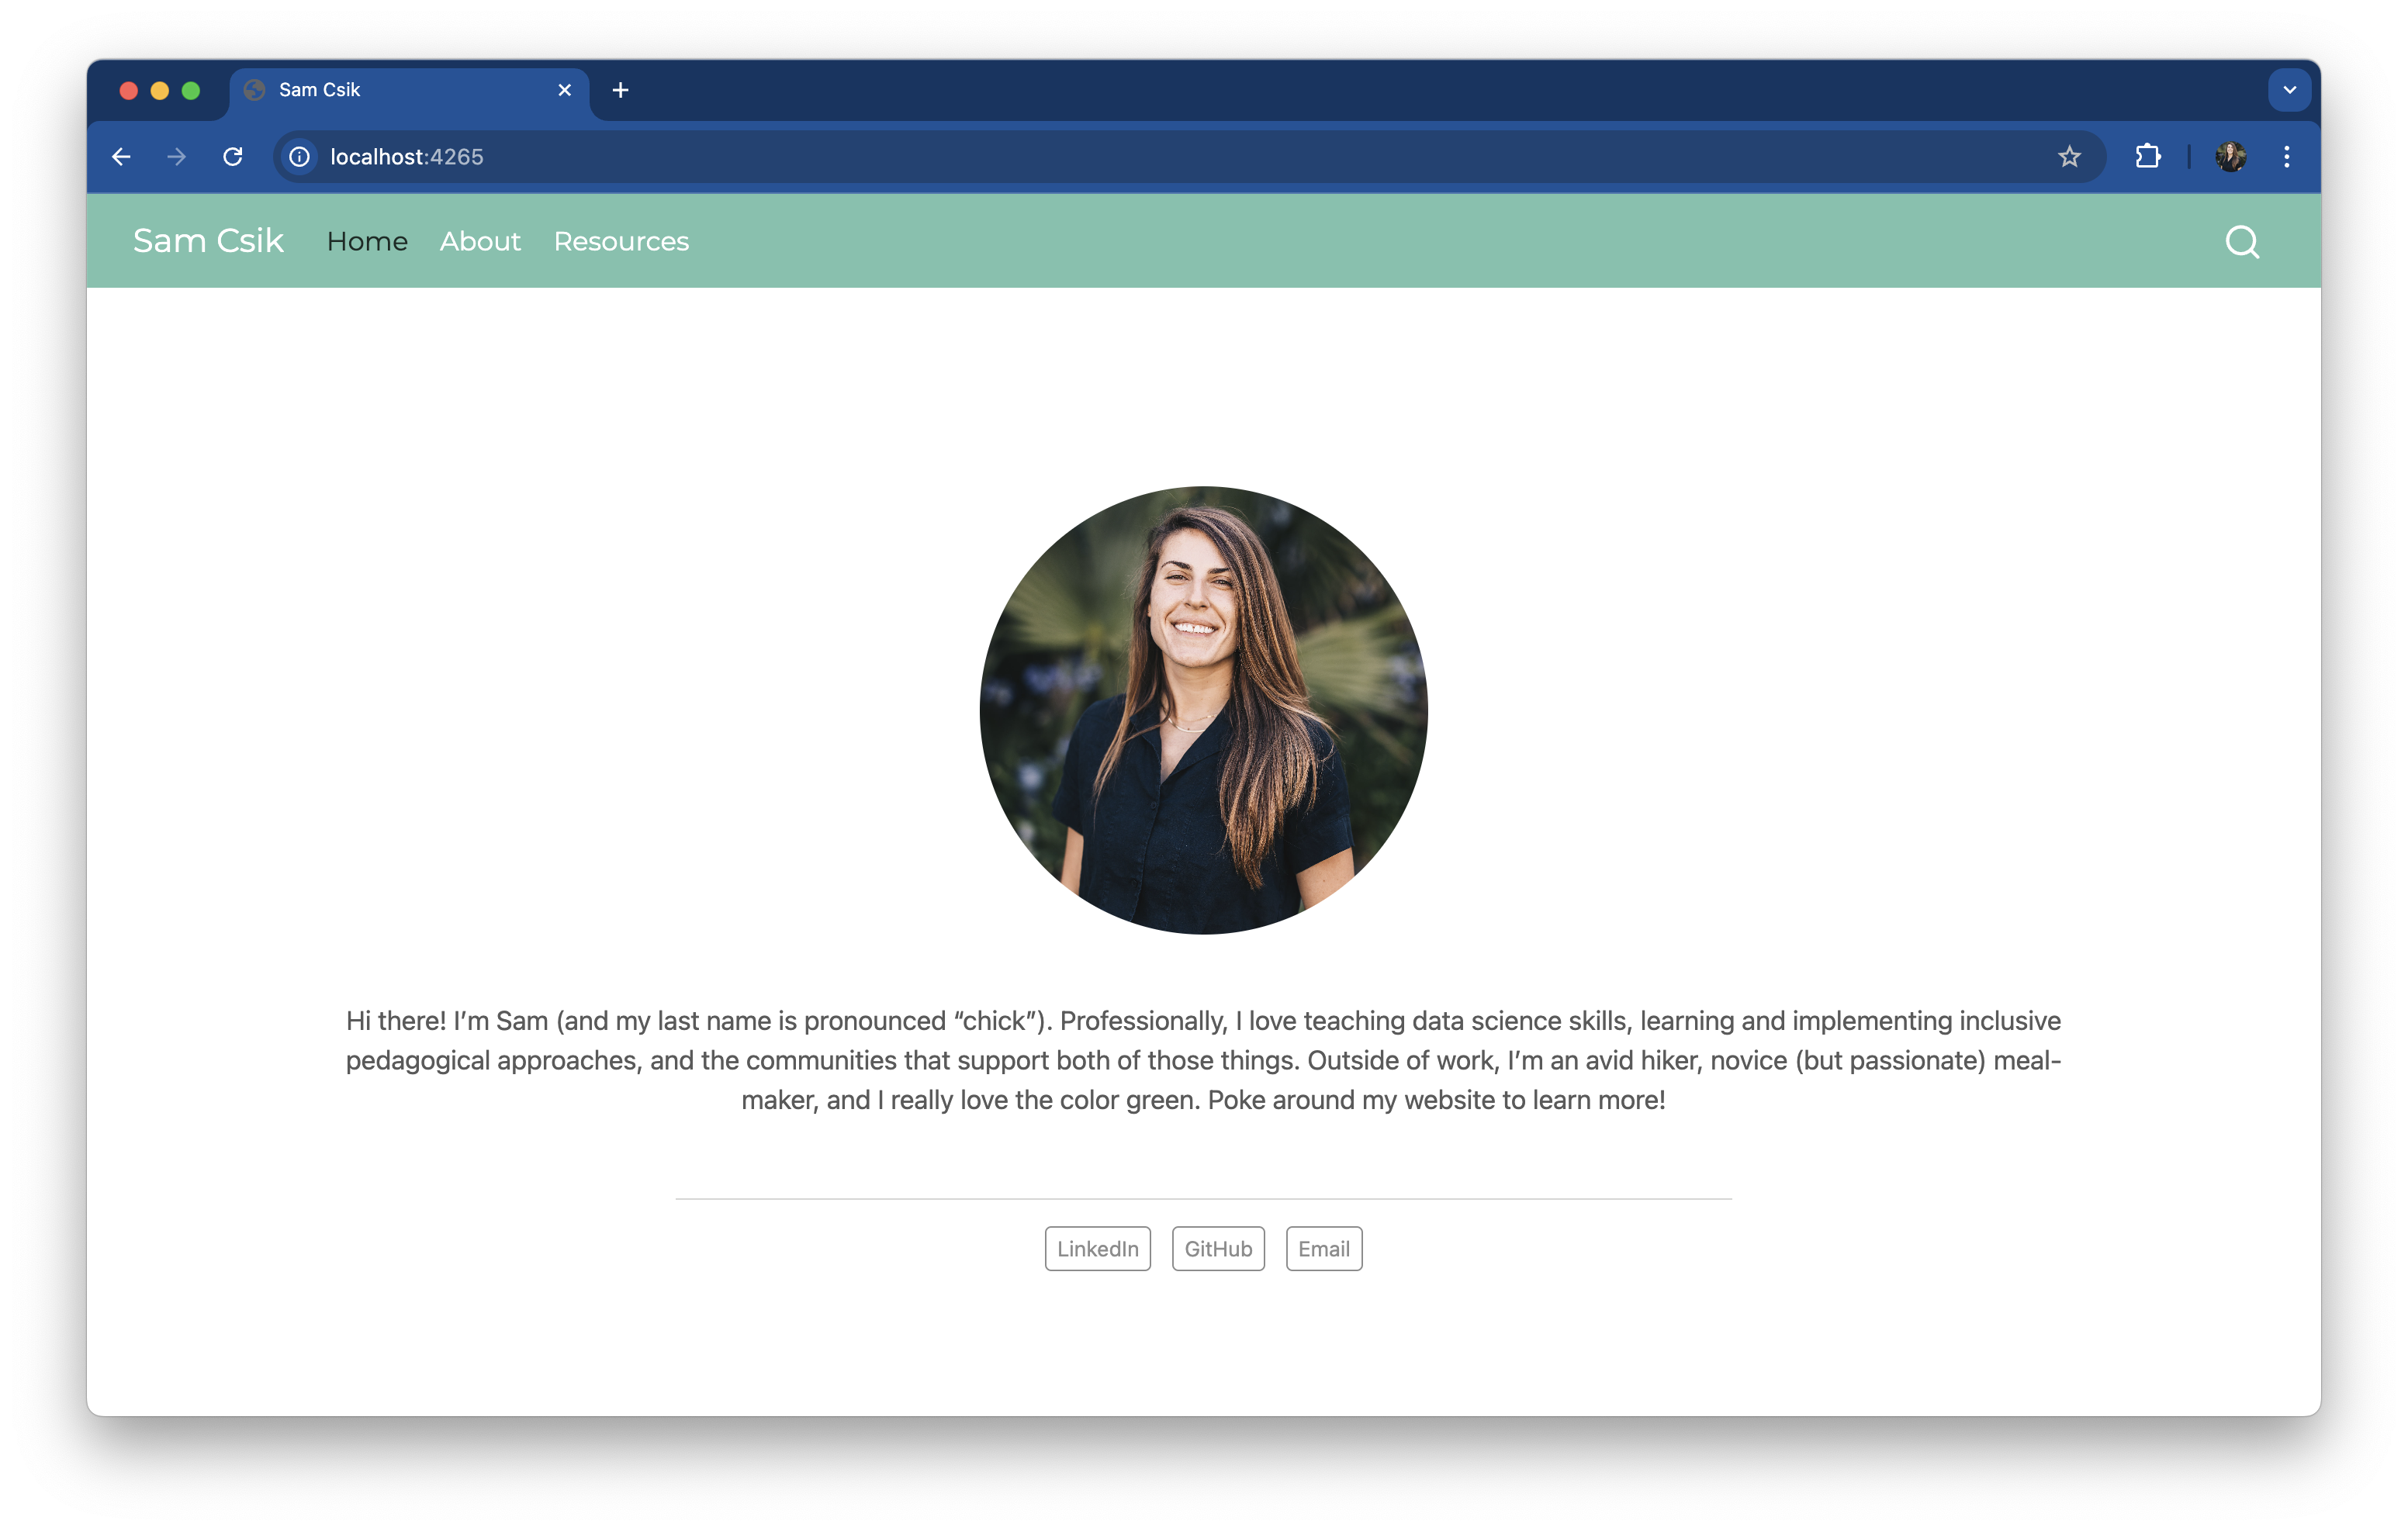 Sam Csik
localhost:4265
Sam Csik Home About Resources
Hi there! I’m Sam (and my last name is pronounced “chick”). Professionally, I love teaching data science skills, learning and implementing inclusive
pedagogical approaches, and the communities that support both of those things. Outside of work, I’m an avid hiker, novice (but passionate) meal-
maker, and I really love the color green. Poke around my website to learn more!
LinkedIn GitHub Email